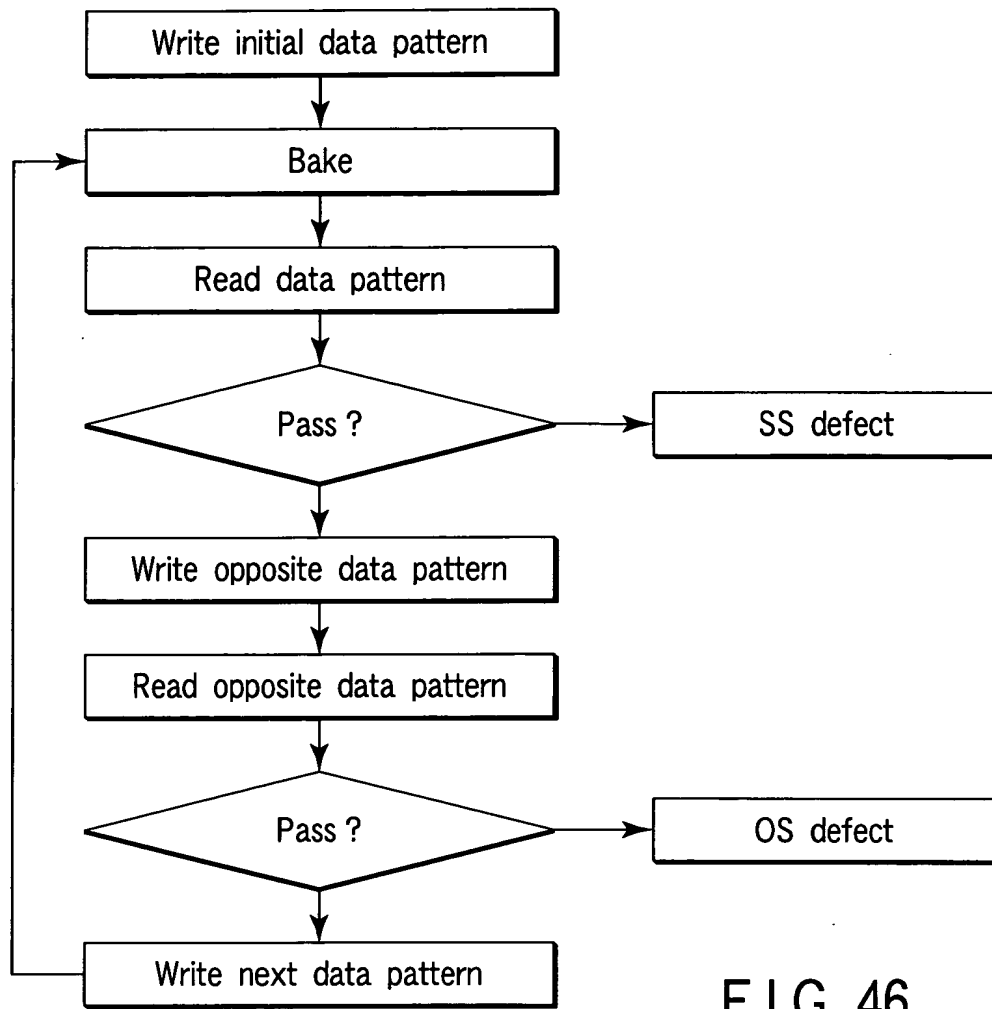 Write initial data pattern
Bake
Read data pattern
Pass ?
SS defect
Write opposite data pattern
Read opposite data pattern
Pass ?
OS defect
Write next data pattern
FIG. 46